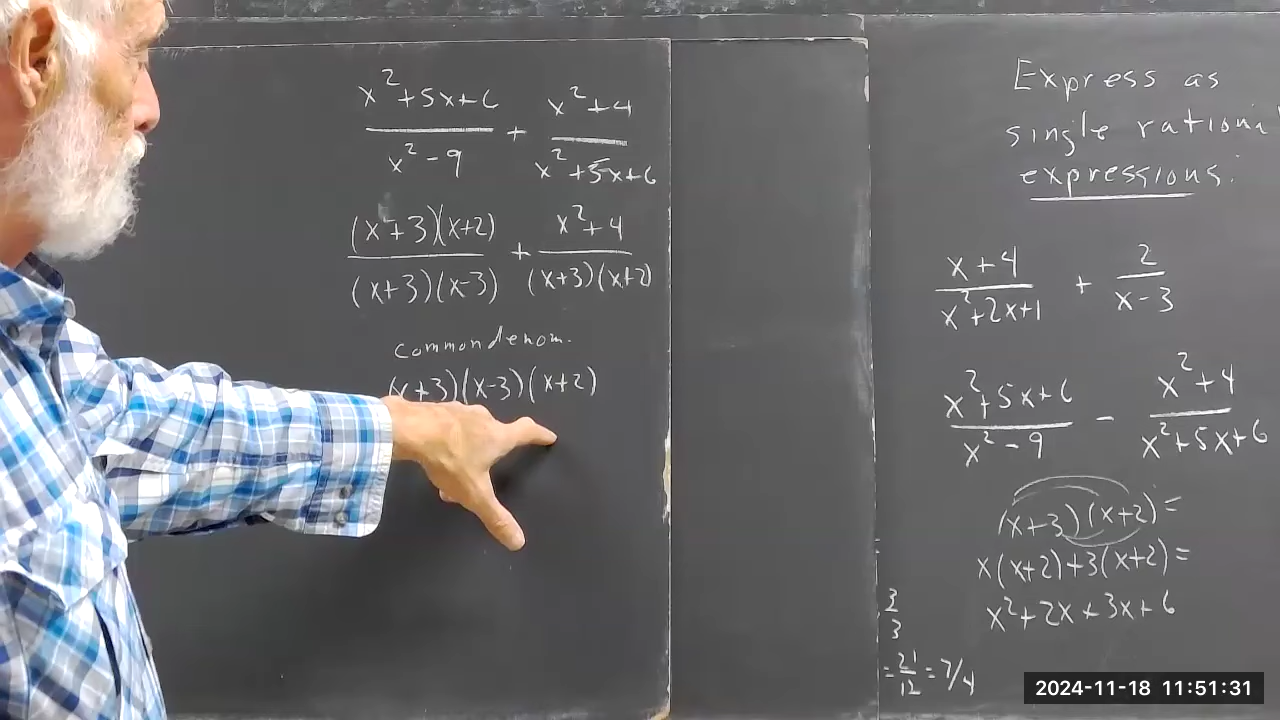 x²+5x+6 / x²-9 + x²+4 / x²+5x+6
(x²+3)(x+2) / (x+3)(x-3) + x²+4 / (x+3)(x+2)
common denom.
(x+3)(x-3)(x+2)
Express as
single rationa
expressions:
x+4 / x²+2x+1 + 2 / x-3
x²+5x+6 / x²-9 - x²+4 / x²+5x+6
(x+3)(x+2)=
x(x+2)+3(x+2)=
x²+2x+3x+6
3
= 21/12 = 7/4
2024-11-18 11:51:31